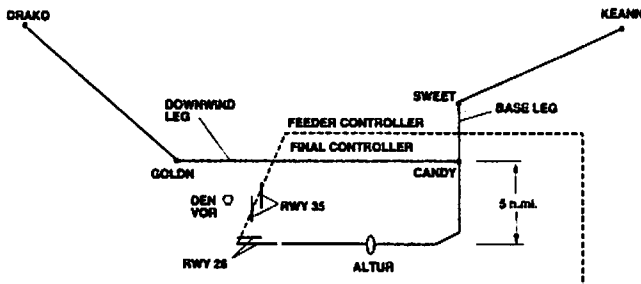 DRAKO
KEANN
SWEET
DOWNWIND
LEG
BASE LEG
FEEDER CONTROLLER
FINAL CONTROLLER
GOLDN
CANDY
DEN
VOR
RWY 35
5 n.mi.
RWY 26
ALTUR